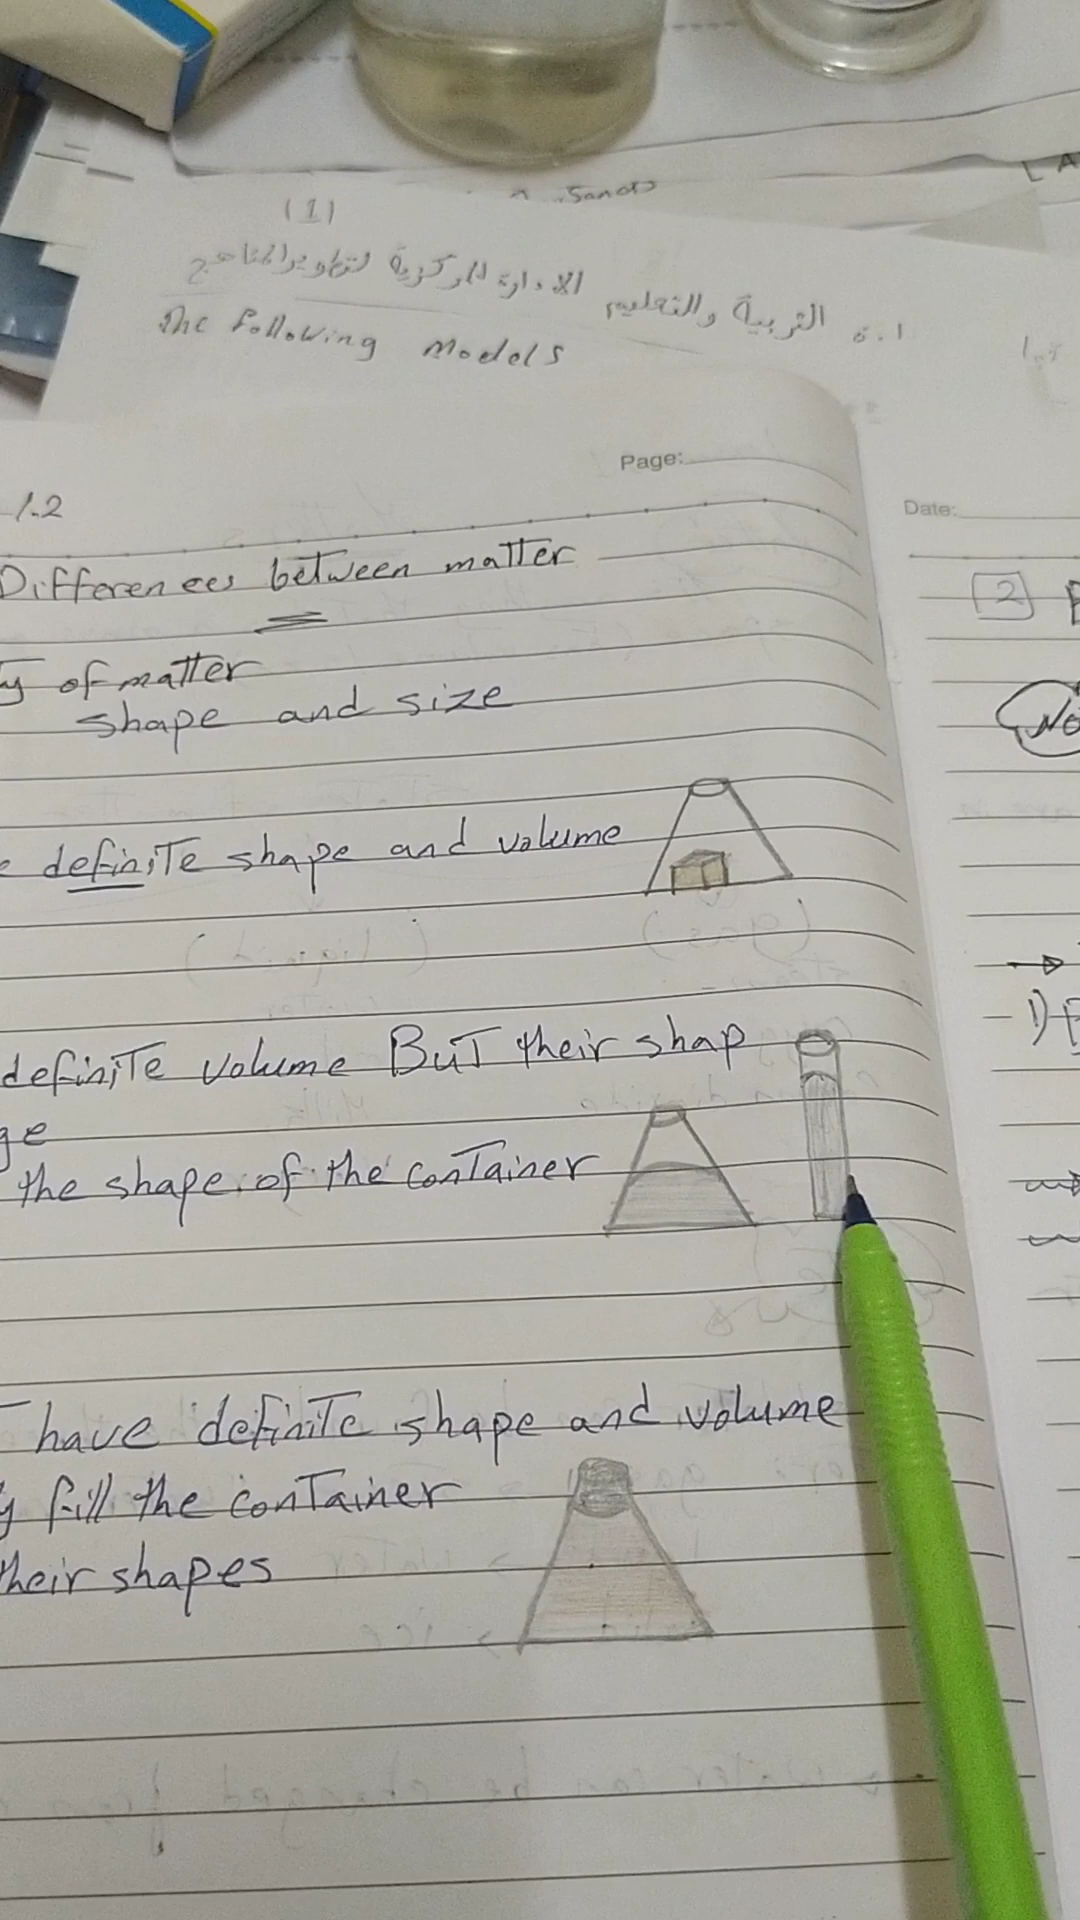 (1)
أ.ة التربية والتعليم الادارة المركزية لتطوير المناهج
The following Models
Page:
1.2
Differences between matter
y of matter
shape and size
e definiTe shape and volume
definiTe volume BuT their shap
ge
the shape of the conTainer
T have definiTe shape and volume
y fill the conTainer
their shapes
Date:
2
No
1)